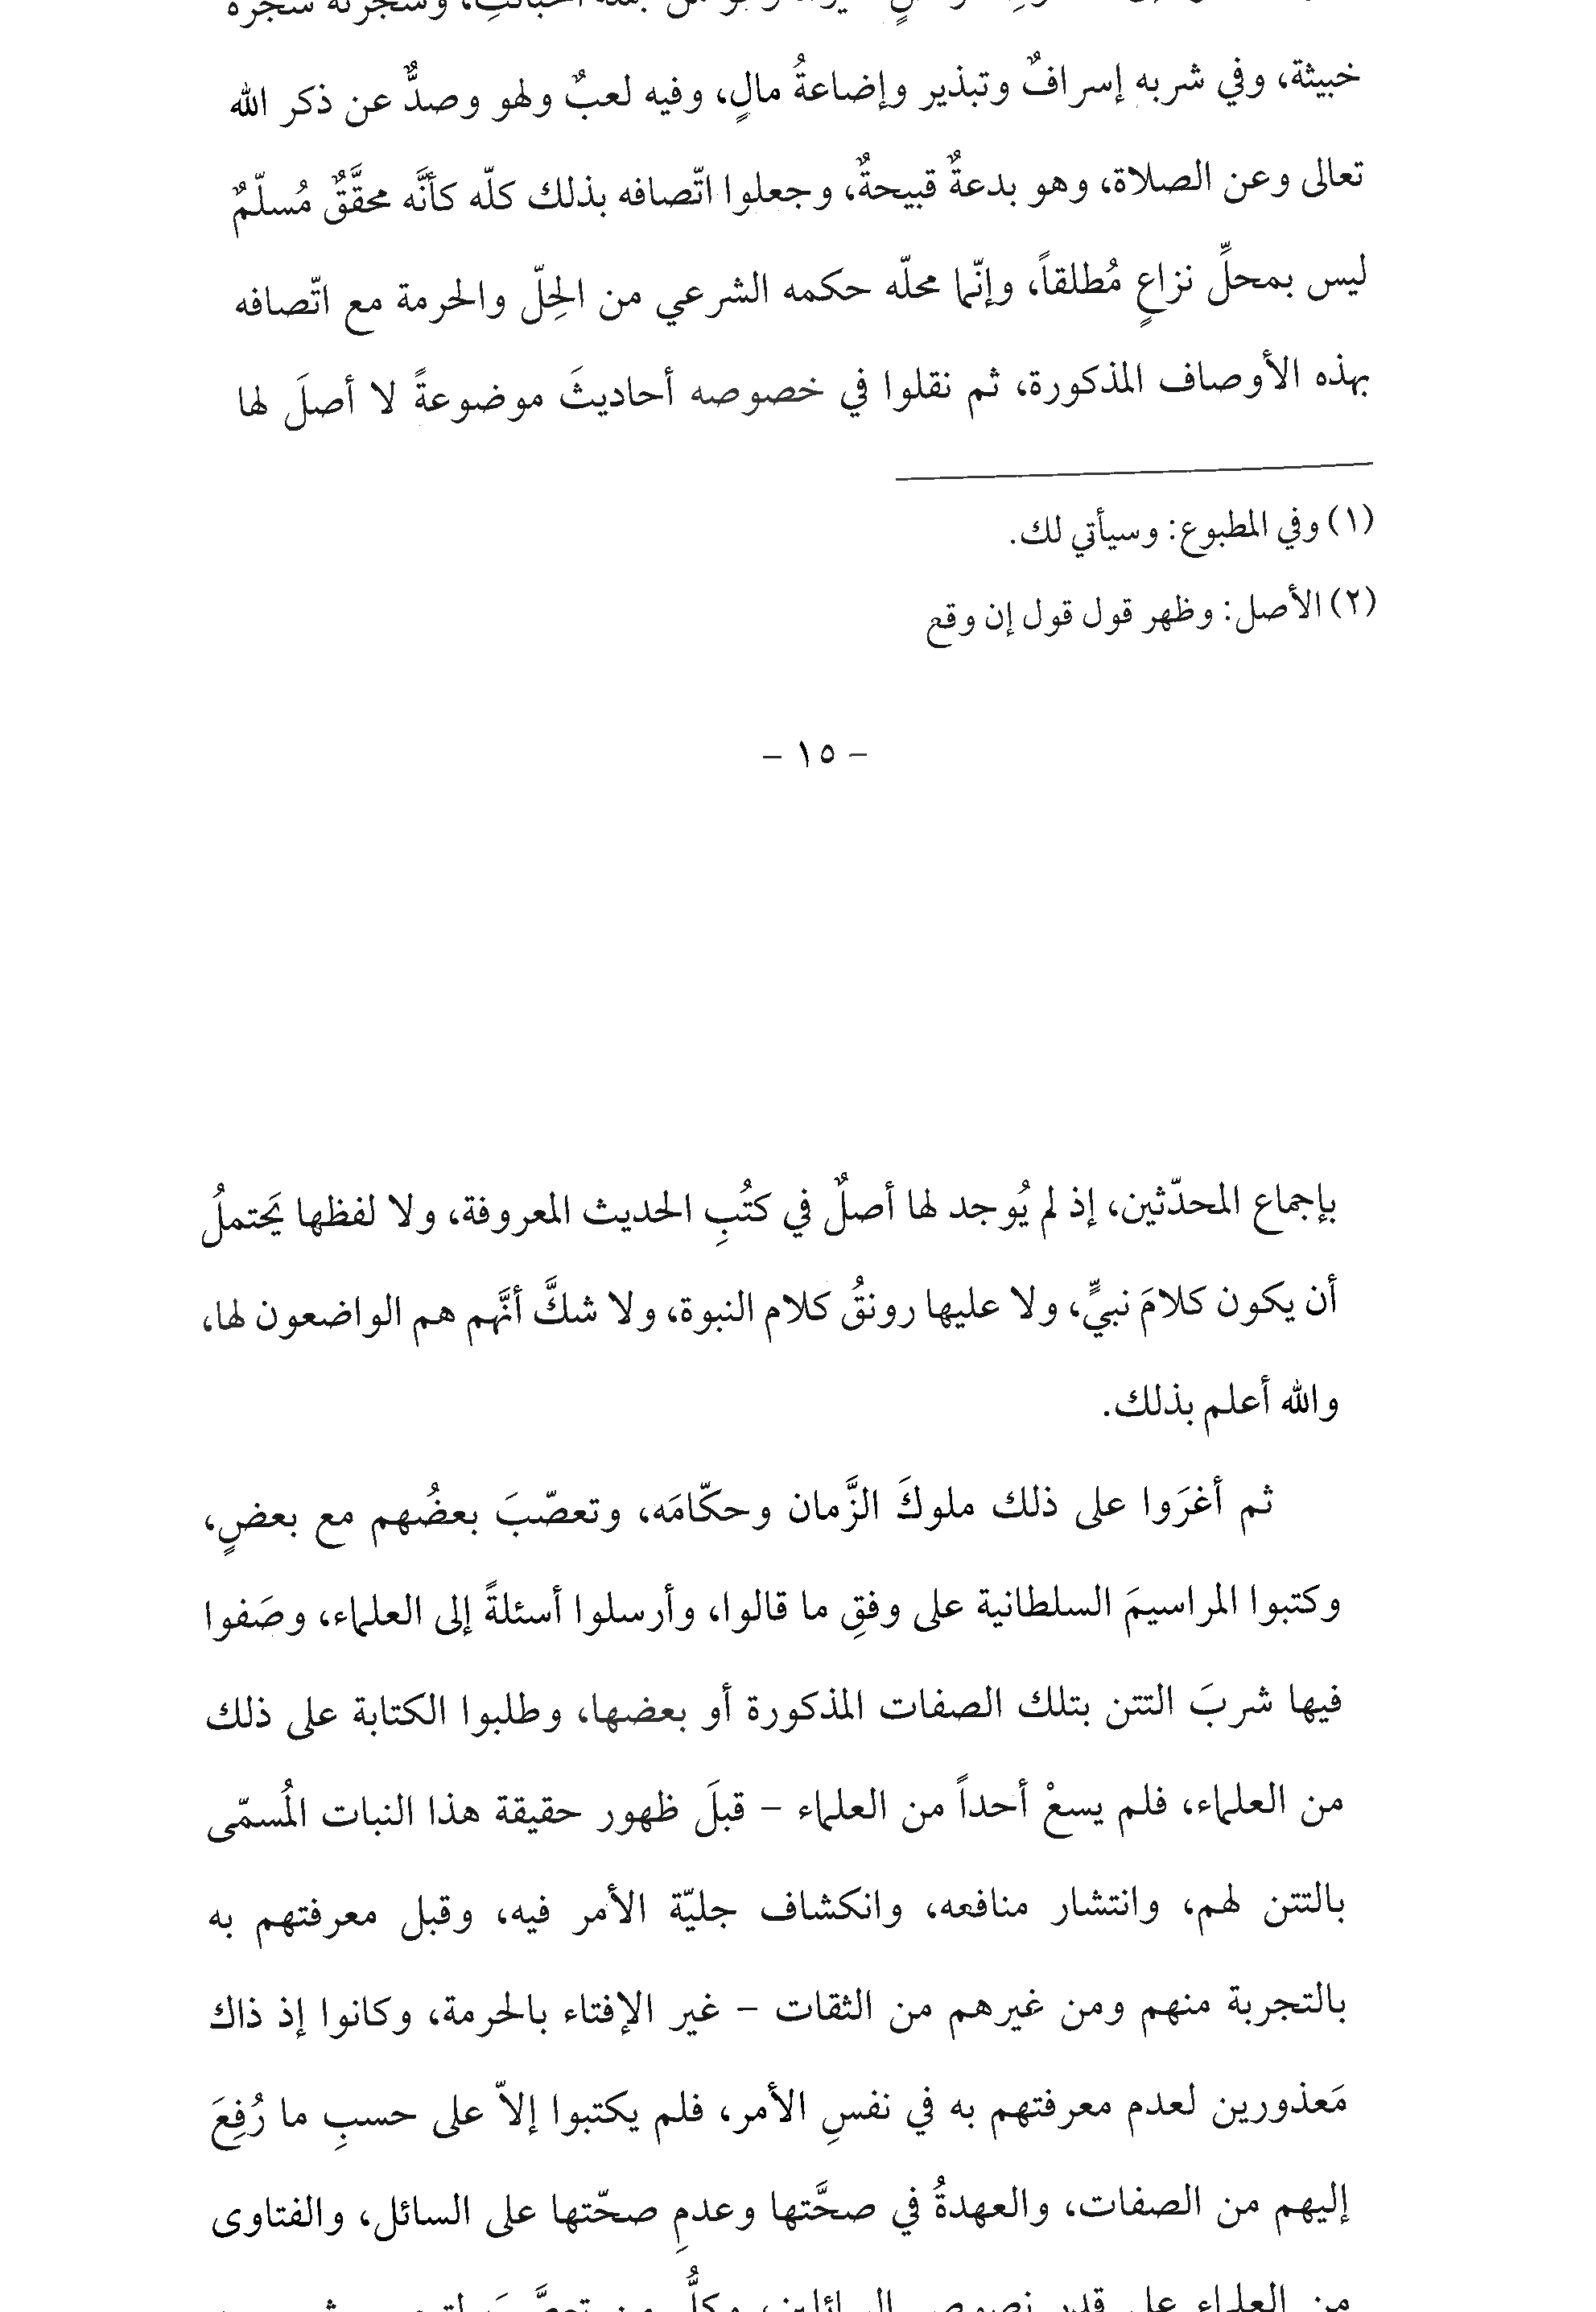 خبيثة، وفي شربه إسرافٌ وتبذير وإضاعةُ مالٍ، وفيه لعبٌ ولهو وصدٌّ عن ذكر الله
تعالى وعن الصلاة، وهو بدعةٌ قبيحةٌ، وجعلوا اتّصافه بذلك كلّه كأنَّه محقَّقٌ مُسلّمٌ
ليس بمحلِّ نزاعٍ مُطلقاً، وإنّما محلّه حكمه الشرعي من الحِلّ والحرمة مع اتّصافه
بهذه الأوصاف المذكورة، ثم نقلوا في خصوصه أحاديثَ موضوعةً لا أصلَ لها
(١) وفي المطبوع: وسيأتي لك.
(٢) الأصل: وظهر قول قول إن وقع
- ١٥ -
بإجماع المحدّثين، إذ لم يُوجد لها أصلٌ في كتُبِ الحديث المعروفة، ولا لفظها يَحتملُ
أن يكون كلامَ نبيٍّ، ولا عليها رونقُ كلام النبوة، ولا شكَّ أنَّهم هم الواضعون لها،
والله أعلم بذلك.
ثم أغرَوا على ذلك ملوكَ الزَّمان وحكّامَه، وتعصّبَ بعضُهم مع بعضٍ،
وكتبوا المراسيمَ السلطانية على وفقِ ما قالوا، وأرسلوا أسئلةً إلى العلماء، وصَفوا
فيها شربَ التتن بتلك الصفات المذكورة أو بعضها، وطلبوا الكتابة على ذلك
من العلماء، فلم يسعْ أحداً من العلماء - قبلَ ظهور حقيقة هذا النبات المُسمّى
بالتتن لهم، وانتشار منافعه، وانكشاف جليّة الأمر فيه، وقبل معرفتهم به
بالتجربة منهم ومن غيرهم من الثقات - غير الإفتاء بالحرمة، وكانوا إذ ذاك
مَعذورين لعدم معرفتهم به في نفسِ الأمر، فلم يكتبوا إلاّ على حسبِ ما رُفِعَ
إليهم من الصفات، والعهدةُ في صحَّتها وعدمِ صحّتها على السائل، والفتاوى
من العلماء على قدر نصوص السائلين، وكلُّ من تعصَّبَ